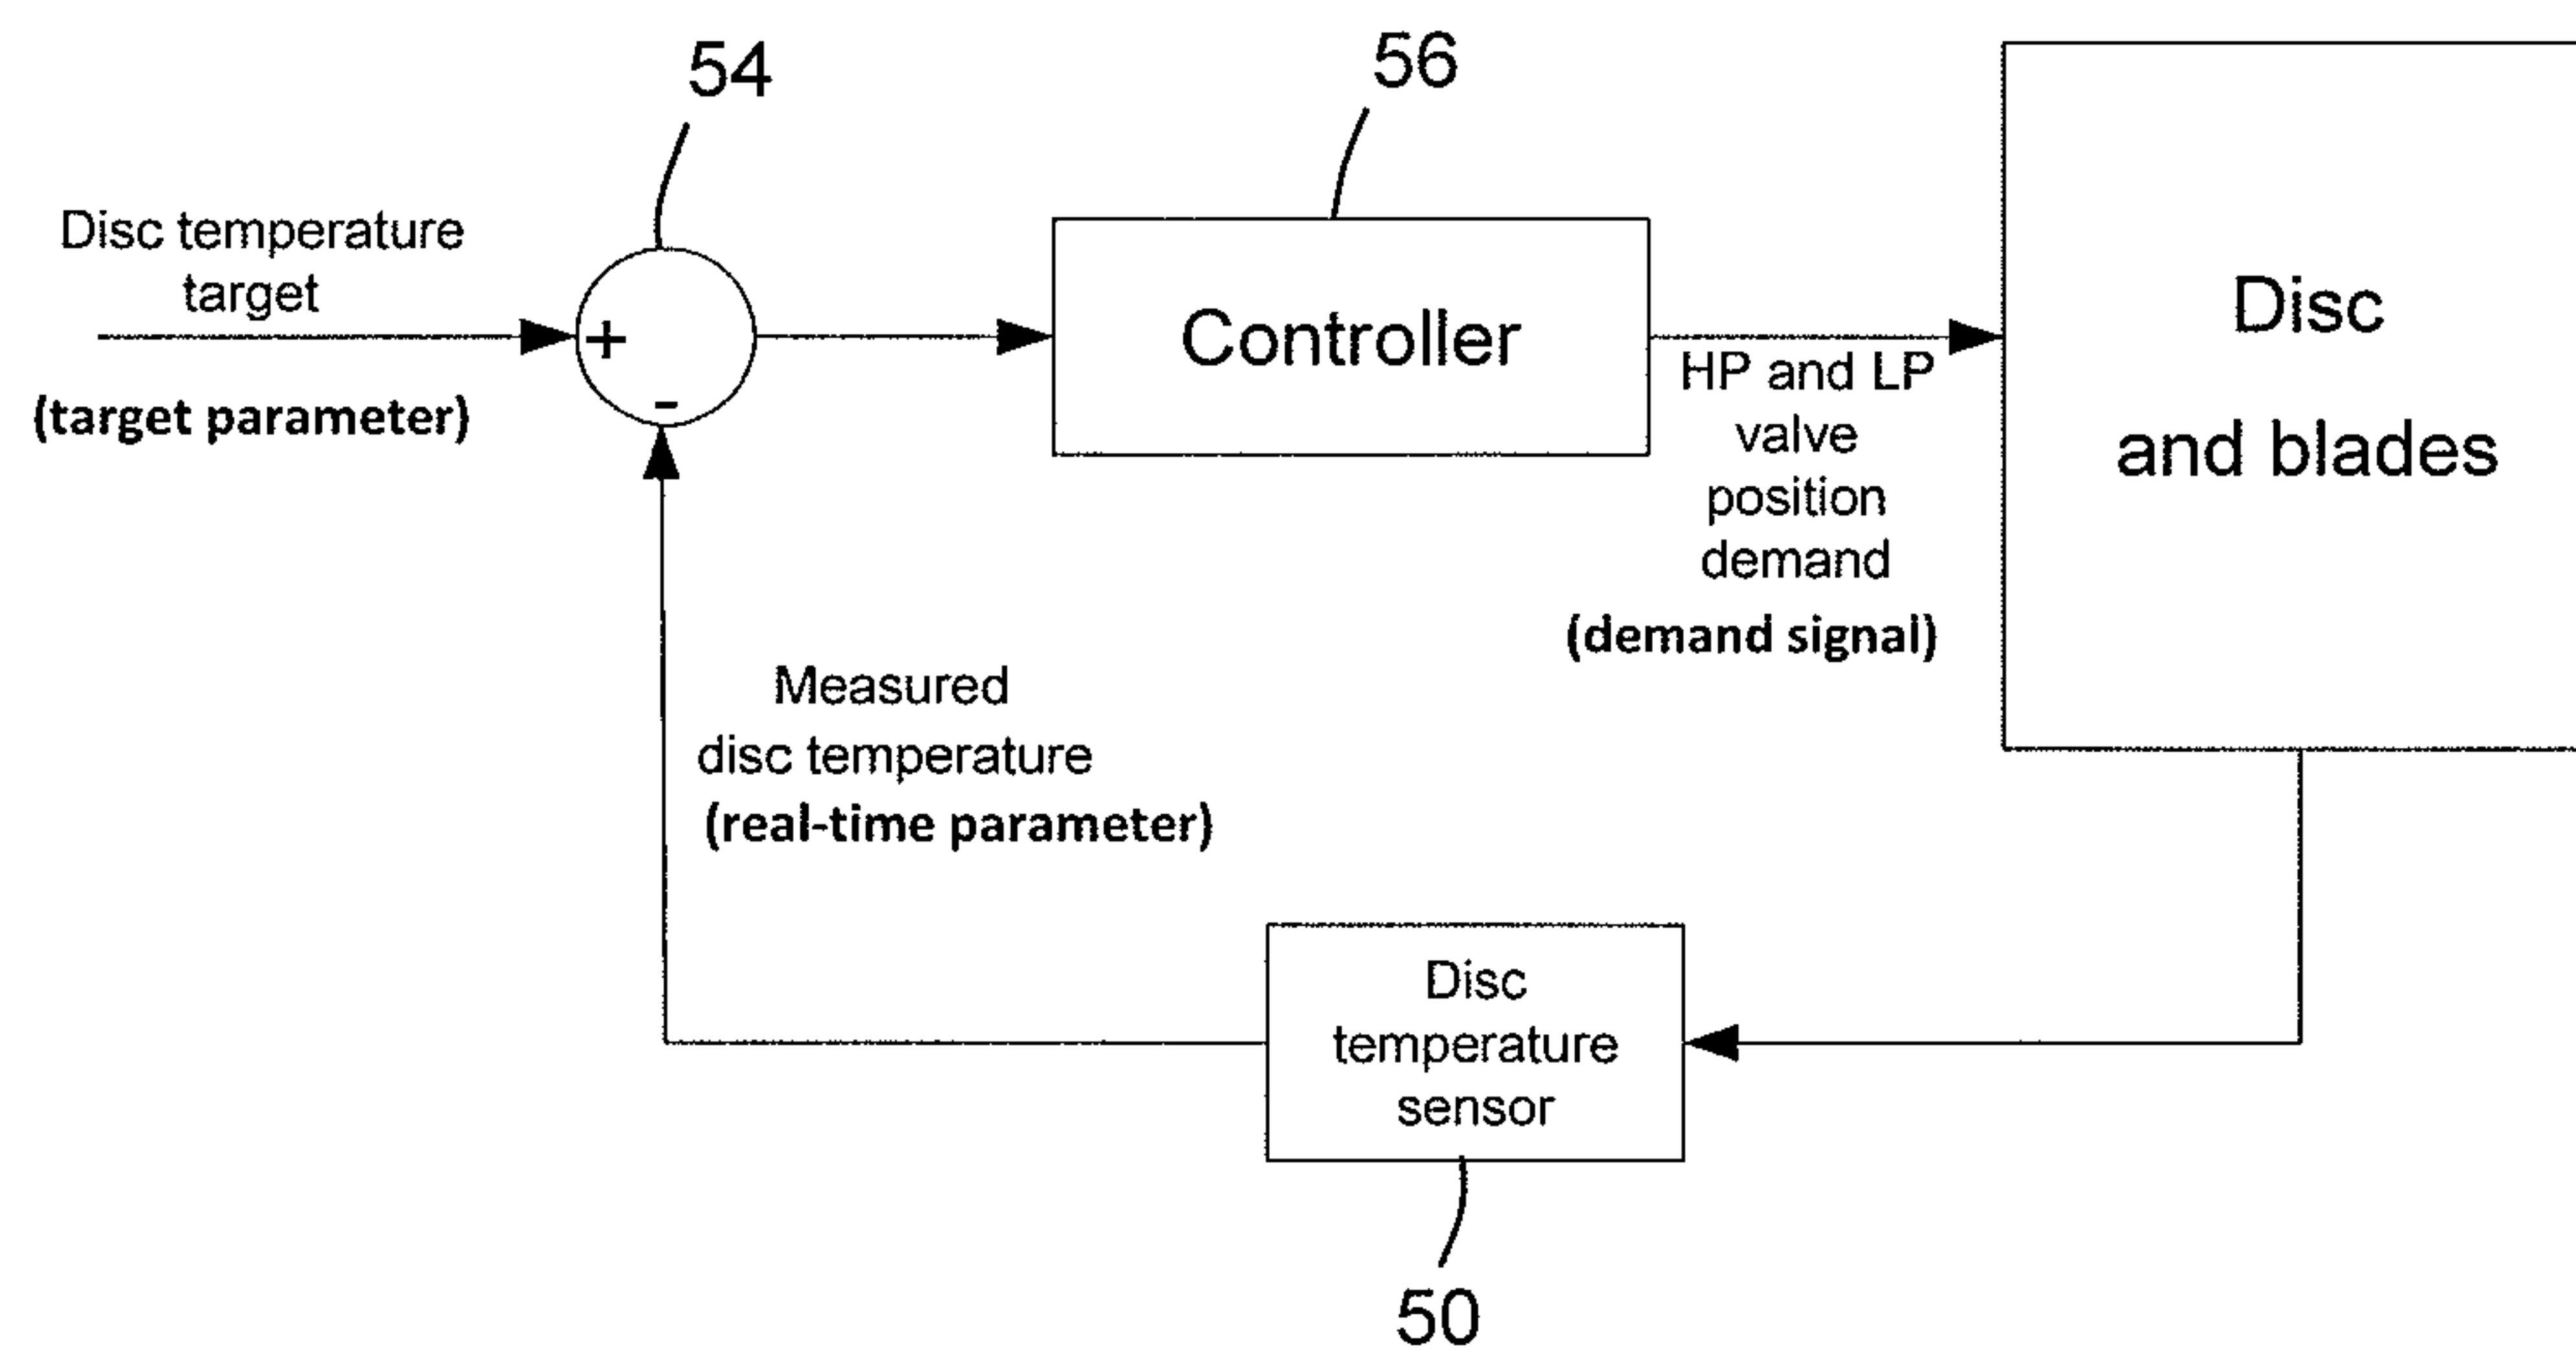 54
56
Disc temperature
target
(target parameter)
+
-
Controller
HP and LP
valve
position
demand
(demand signal)
Disc
and blades
Measured
disc temperature
(real-time parameter)
Disc
temperature
sensor
50